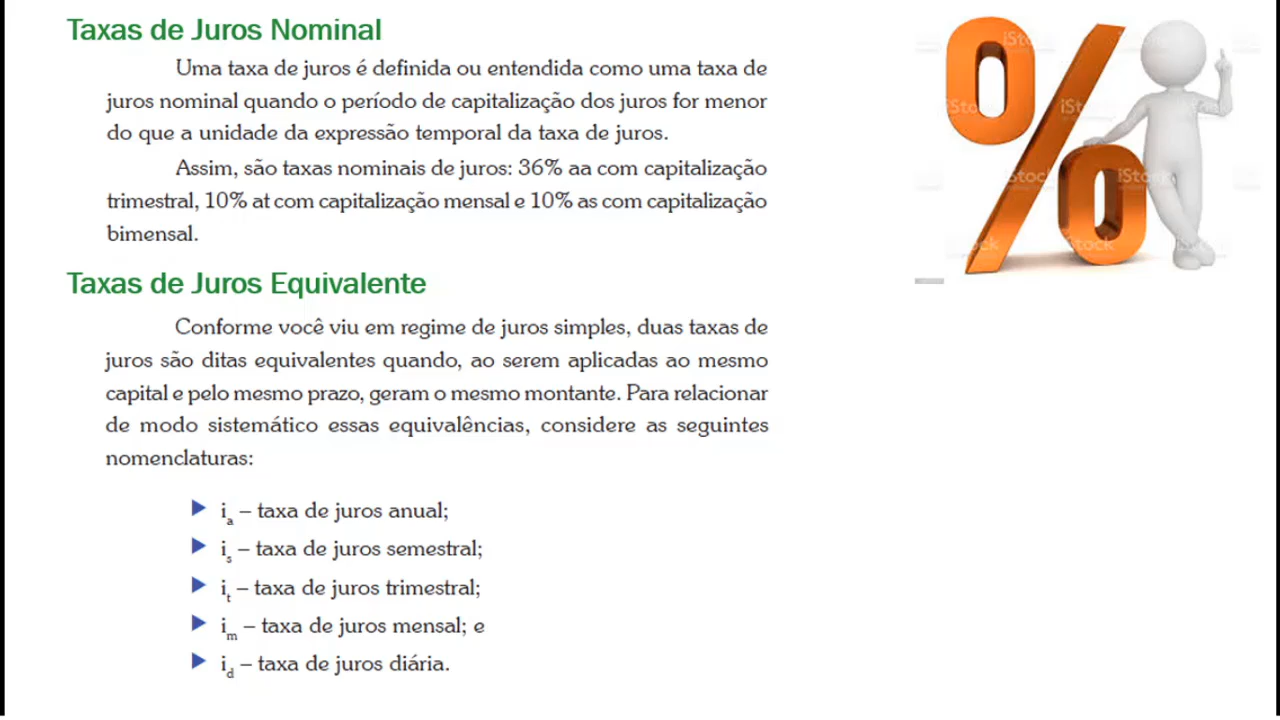 Taxas de Juros Nominal
Uma taxa de juros é definida ou entendida como uma taxa de
juros nominal quando o período de capitalização dos juros for menor
do que a unidade da expressão temporal da taxa de juros.
Assim, são taxas nominais de juros: 36% aa com capitalização
trimestral, 10% at com capitalização mensal e 10% as com capitalização
bimensal.
Taxas de Juros Equivalente
Conforme você viu em regime de juros simples, duas taxas de
juros são ditas equivalentes quando, ao serem aplicadas ao mesmo
capital e pelo mesmo prazo, geram o mesmo montante. Para relacionar
de modo sistemático essas equivalências, considere as seguintes
nomenclaturas:
▶ iₐ – taxa de juros anual;
▶ iₛ – taxa de juros semestral;
▶ iₜ – taxa de juros trimestral;
▶ iₘ – taxa de juros mensal; e
▶ i_d – taxa de juros diária.
%
iStock